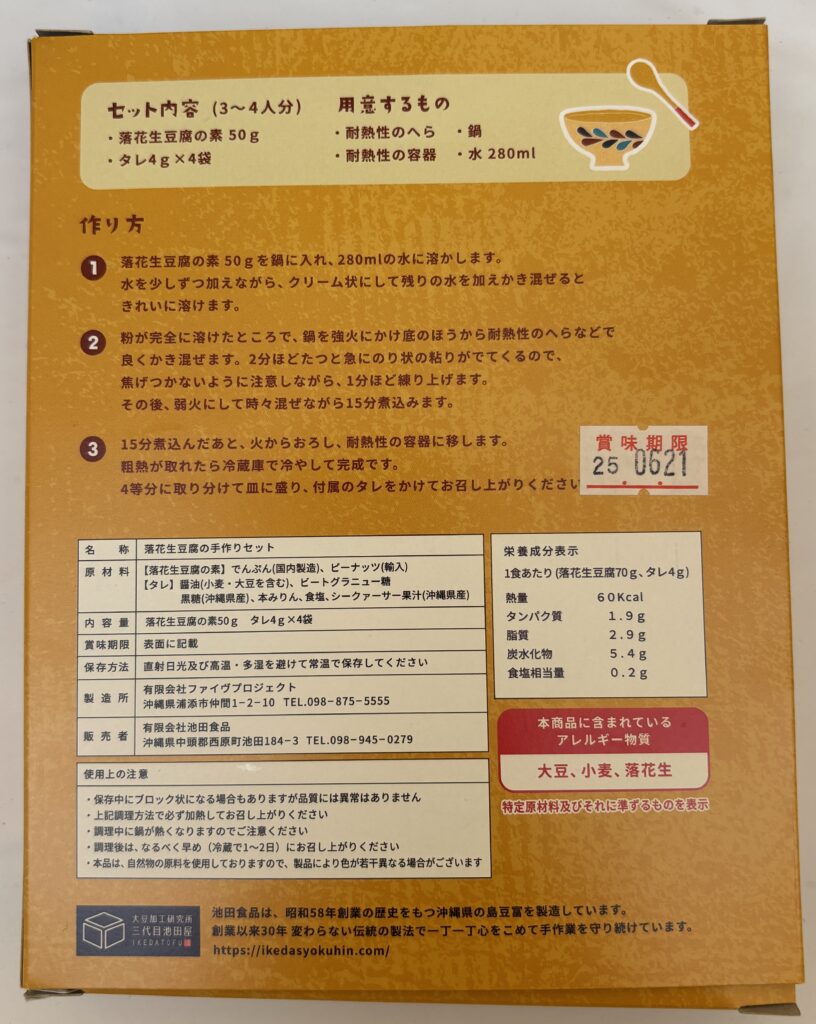 セット内容 (3〜4人分)
・落花生豆腐の素 50g
・タレ4g×4袋
用意するもの
・耐熱性のへら ・鍋
・耐熱性の容器 ・水 280ml
作り方
1 落花生豆腐の素 50gを鍋に入れ、280mlの水に溶かします。
水を少しずつ加えながら、クリーム状にして残りの水を加えかき混ぜると
きれいに溶けます。
2 粉が完全に溶けたところで、鍋を強火にかけ底のほうから耐熱性のへらなどで
良くかき混ぜます。2分ほどたつと急にのり状の粘りがでてくるので、
焦げつかないように注意しながら、1分ほど練り上げます。
その後、弱火にして時々混ぜながら15分煮込みます。
3 15分煮込んだあと、火からおろし、耐熱性の容器に移します。
粗熱が取れたら冷蔵庫で冷やして完成です。
4等分に取り分けて皿に盛り、付属のタレをかけてお召し上がりください
賞味期限
25 0621
名称 落花生豆腐の手作りセット
原材料 【落花生豆腐の素】でんぷん(国内製造)、ピーナッツ(輸入)
【タレ】醤油(小麦・大豆を含む)、ビートグラニュー糖
黒糖(沖縄県産)、本みりん、食塩、シークァーサー果汁(沖縄県産)
内容量 落花生豆腐の素50g タレ4g×4袋
賞味期限 表面に記載
保存方法 直射日光及び高温・多湿を避けて常温で保存してください
製造所 有限会社ファイヴプロジェクト
沖縄県浦添市仲間1-2-10 TEL.098-875-5555
販売者 有限会社池田食品
沖縄県中頭郡西原町池田184-3 TEL.098-945-0279
栄養成分表示
1食あたり(落花生豆腐70g、タレ4g)
熱量 60Kcal
タンパク質 1.9g
脂質 2.9g
炭水化物 5.4g
食塩相当量 0.2g
本商品に含まれている
アレルギー物質
大豆、小麦、落花生
特定原材料及びそれに準ずるものを表示
使用上の注意
・保存中にブロック状になる場合もありますが品質には異常はありません
・上記調理方法で必ず加熱してお召し上がりください
・調理中に鍋が熱くなりますのでご注意ください
・調理後は、なるべく早め(冷蔵で1〜2日)にお召し上がりください
・本品は、自然物の原料を使用しておりますので、製品により色が若干異なる場合がございます
大豆加工研究所
三代目池田屋
IKEDATOFU
池田食品は、昭和58年創業の歴史をもつ沖縄県の島豆富を製造しています。
創業以来30年 変わらない伝統の製法で一丁一丁心をこめて手作業を守り続けています。
https://ikedasyokuhin.com/